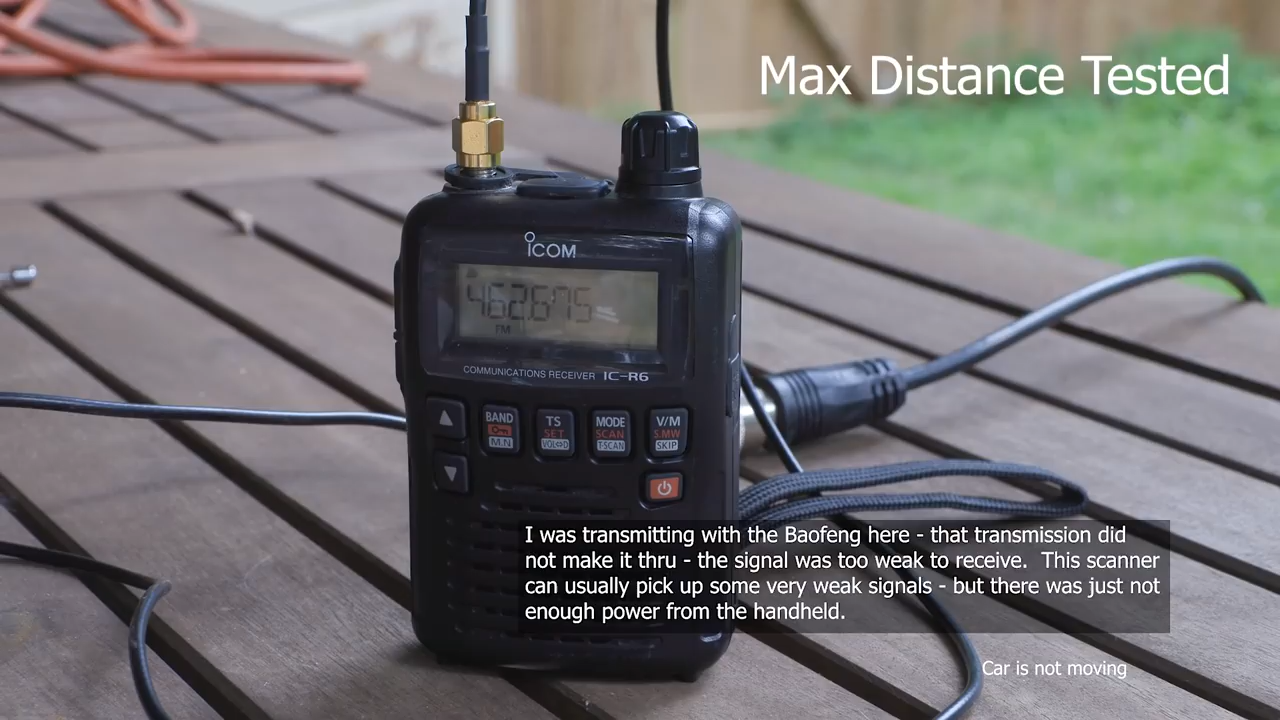 Max Distance Tested
ICOM
462.675
FM
COMMUNICATIONS RECEIVER IC-R6
BAND TS MODE V/M
SET SCAN S.MW
M.N VOL⇔D T-SCAN SKIP
I was transmitting with the Baofeng here - that transmission did
not make it thru - the signal was too weak to receive.  This scanner
can usually pick up some very weak signals - but there was just not
enough power from the handheld.
Car is not moving